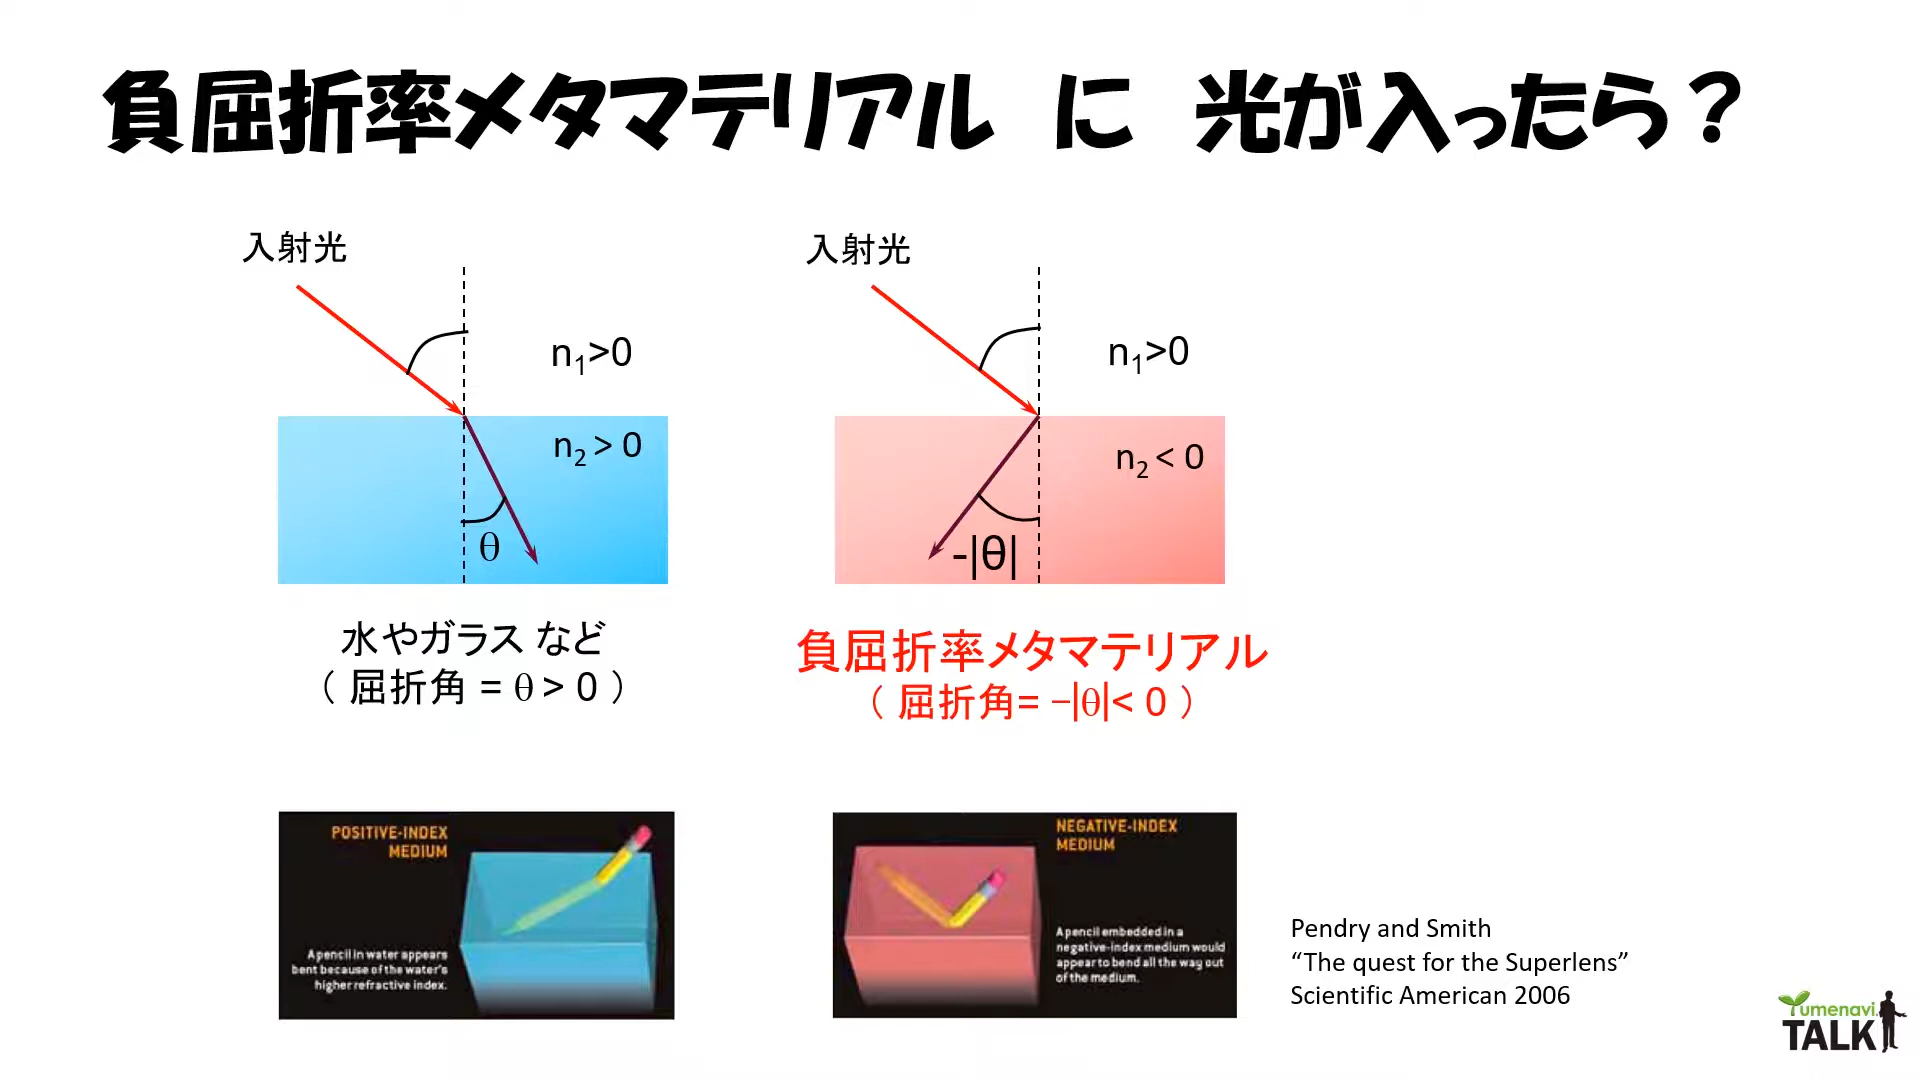 負屈折率メタマテリアル に 光が入ったら？
入射光
n1>0
n2 > 0
θ
水やガラス など
（ 屈折角 = θ > 0 ）
入射光
n1>0
n2 < 0
-|θ|
負屈折率メタマテリアル
（ 屈折角= −|θ|< 0 ）
POSITIVE-INDEX
MEDIUM
A pencil in water appears
bent because of the water's
higher refractive index.
NEGATIVE-INDEX
MEDIUM
A pencil embedded in a
negative-index medium would
appear to bend all the way out
of the medium.
Pendry and Smith
“The quest for the Superlens”
Scientific American 2006
Yumenavi
TALK